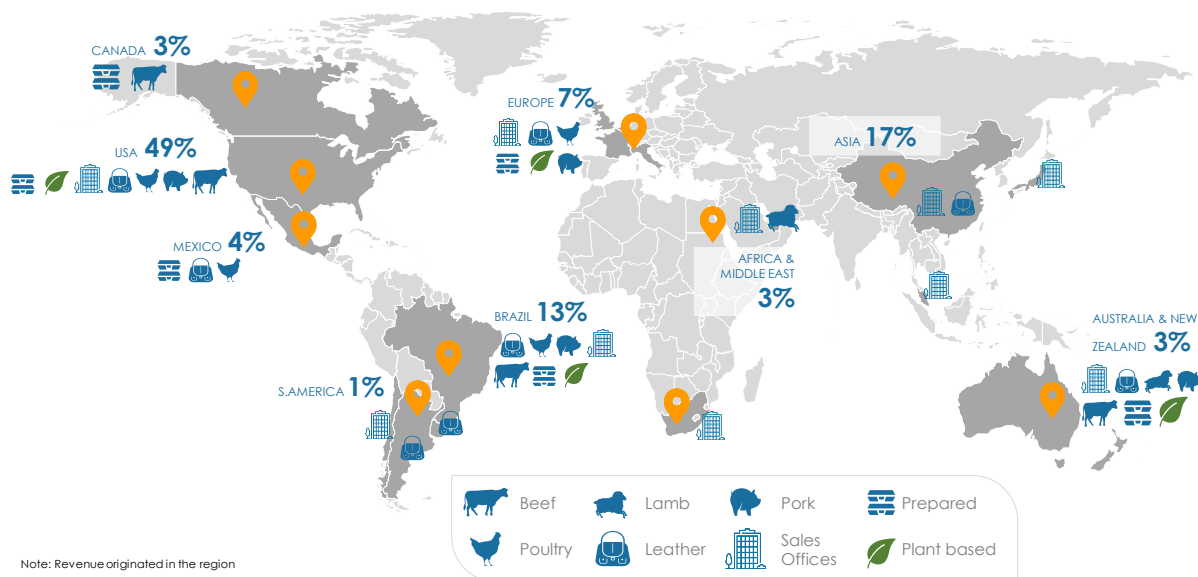 CANADA 3%
USA 49%
MEXICO 4%
EUROPE 7%
ASIA 17%
AFRICA &
MIDDLE EAST
3%
BRAZIL 13%
S.AMERICA 1%
AUSTRALIA & NEW
ZEALAND 3%
Beef
Lamb
Pork
Prepared
Poultry
Leather
Sales
Offices
Plant based
Note: Revenue originated in the region